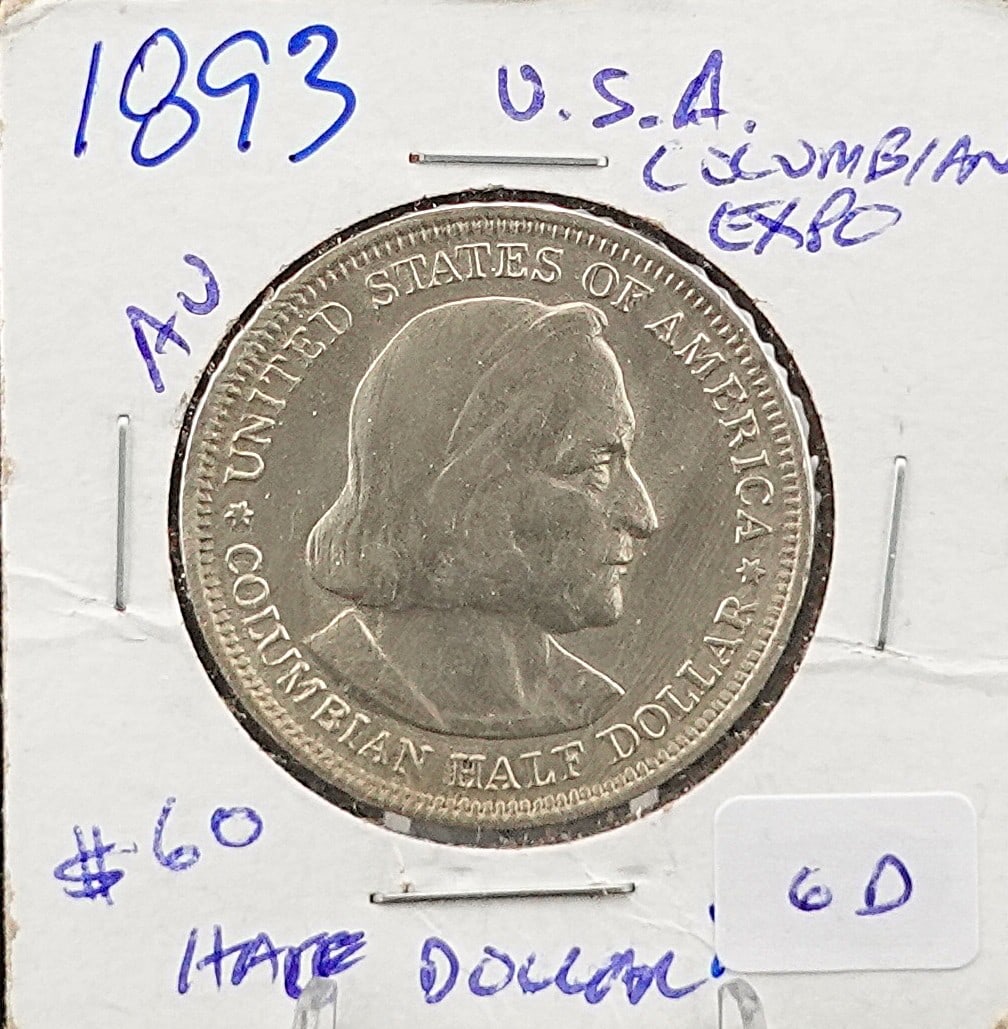 1893
U.S.A.
COLUMBIAN
EXPO
AU
UNITED STATES OF AMERICA
COLUMBIAN HALF DOLLAR
$60
6D
HALF DOLLAR